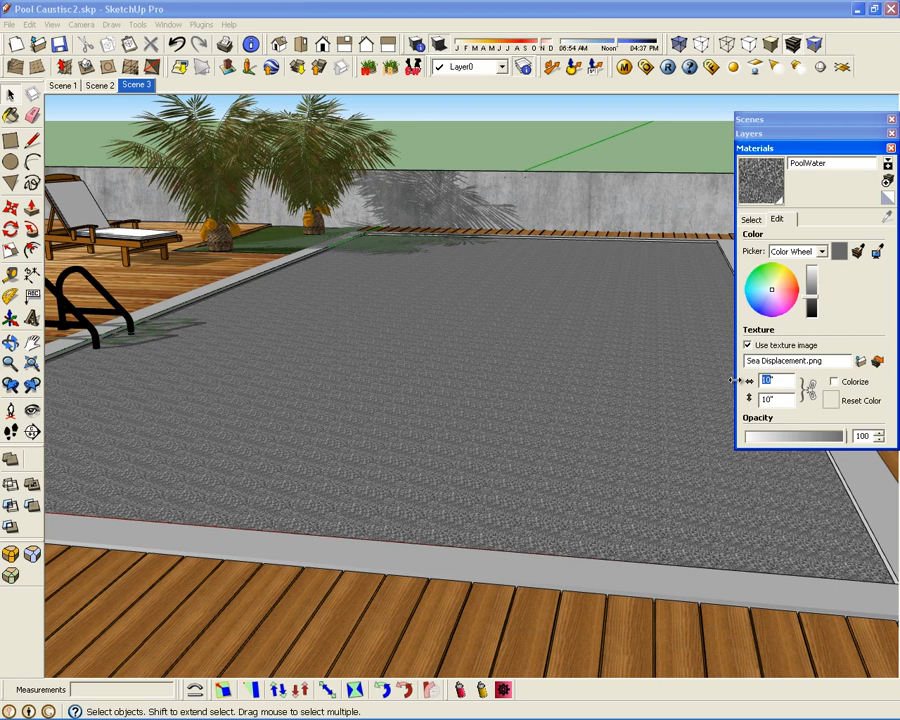 Pool Caustisc2.skp - SketchUp Pro
File Edit View Camera Draw Tools Window Plugins Help
J F M A M J J A S O N D 06:54 AM Noon 04:37 PM
Layer0
M R
Scene 1 Scene 2 Scene 3
Scenes
Layers
Materials
PoolWater
Select Edit
Color
Picker: Color Wheel
Texture
Use texture image
Sea Displacement.png
10"
Colorize
10"
Reset Color
Opacity
100
ABC
Measurements
Select objects. Shift to extend select. Drag mouse to select multiple.